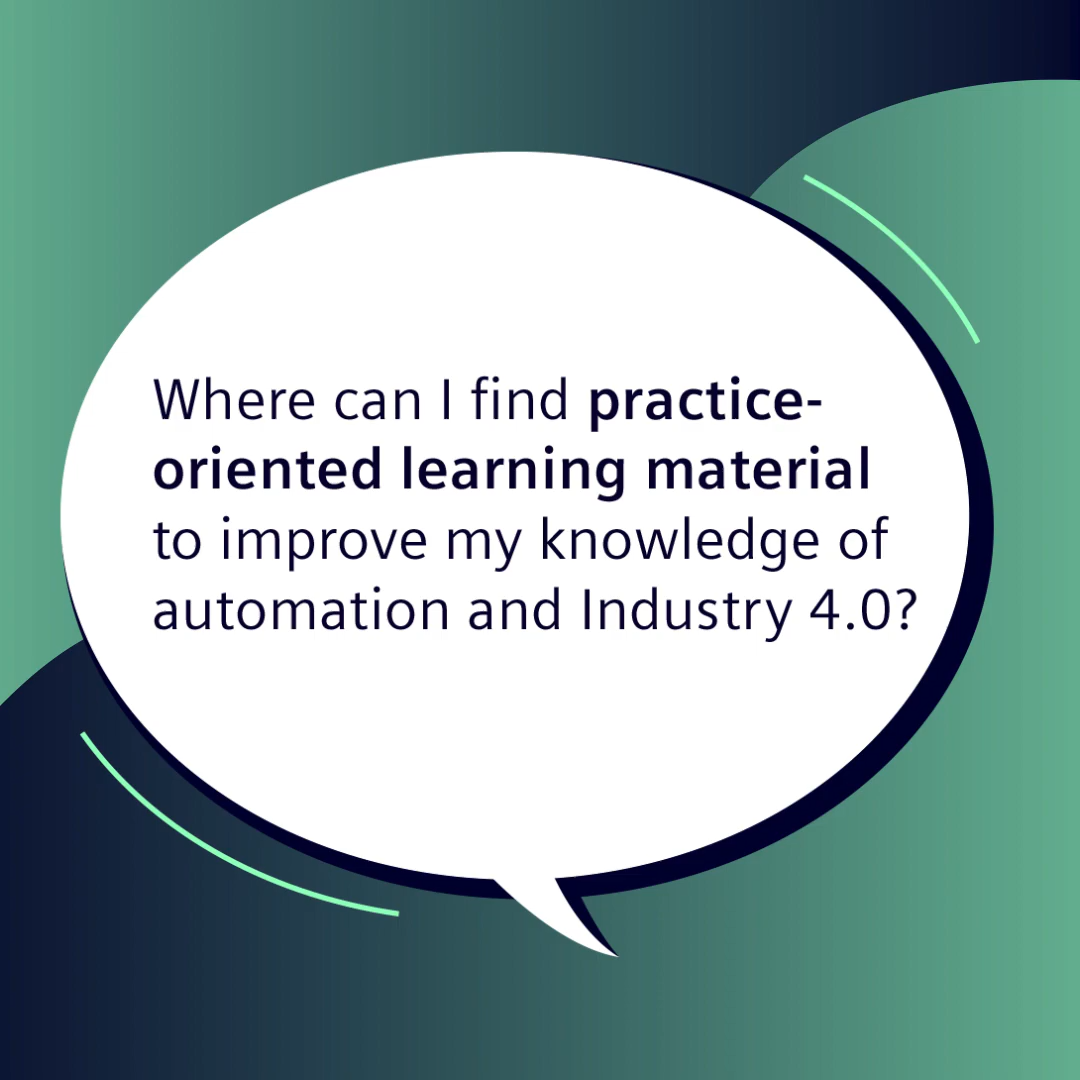 Where can I find practice-
oriented learning material
to improve my knowledge of
automation and Industry 4.0?